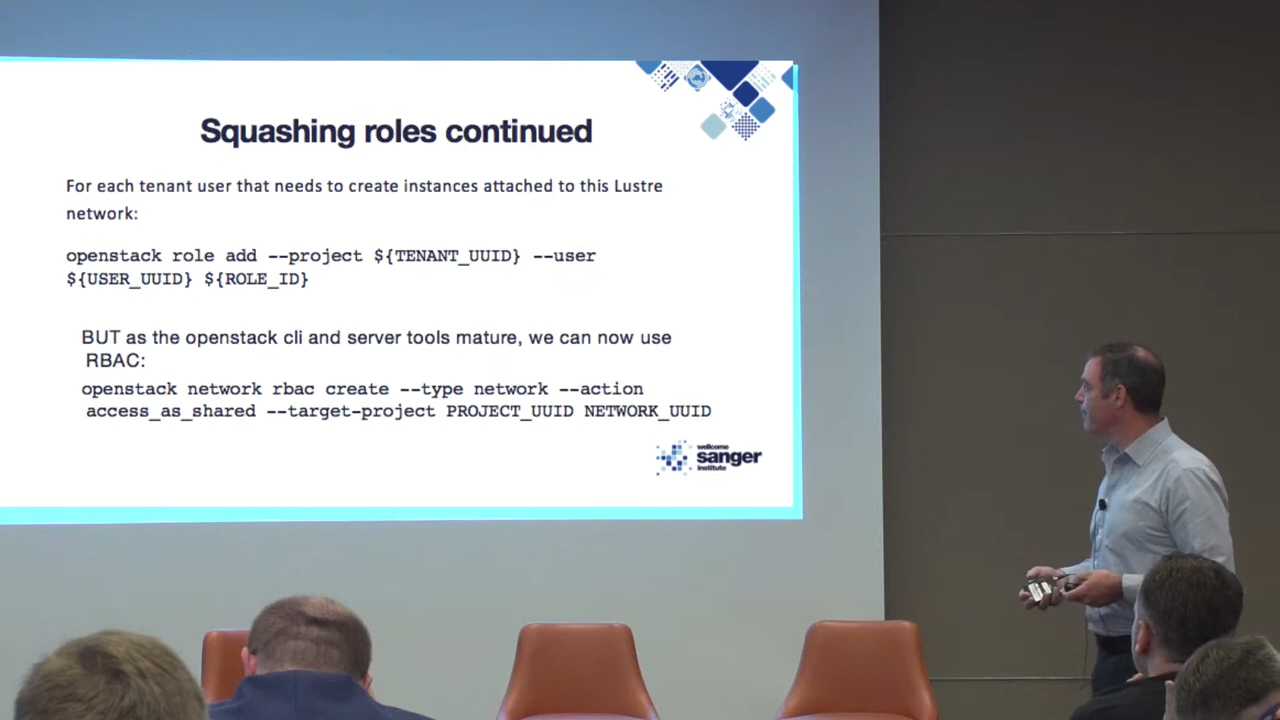 Squashing roles continued
For each tenant user that needs to create instances attached to this Lustre
network:
openstack role add --project ${TENANT_UUID} --user
${USER_UUID} ${ROLE_ID}
BUT as the openstack cli and server tools mature, we can now use
RBAC:
openstack network rbac create --type network --action
access_as_shared --target-project PROJECT_UUID NETWORK_UUID
wellcome
sanger
institute